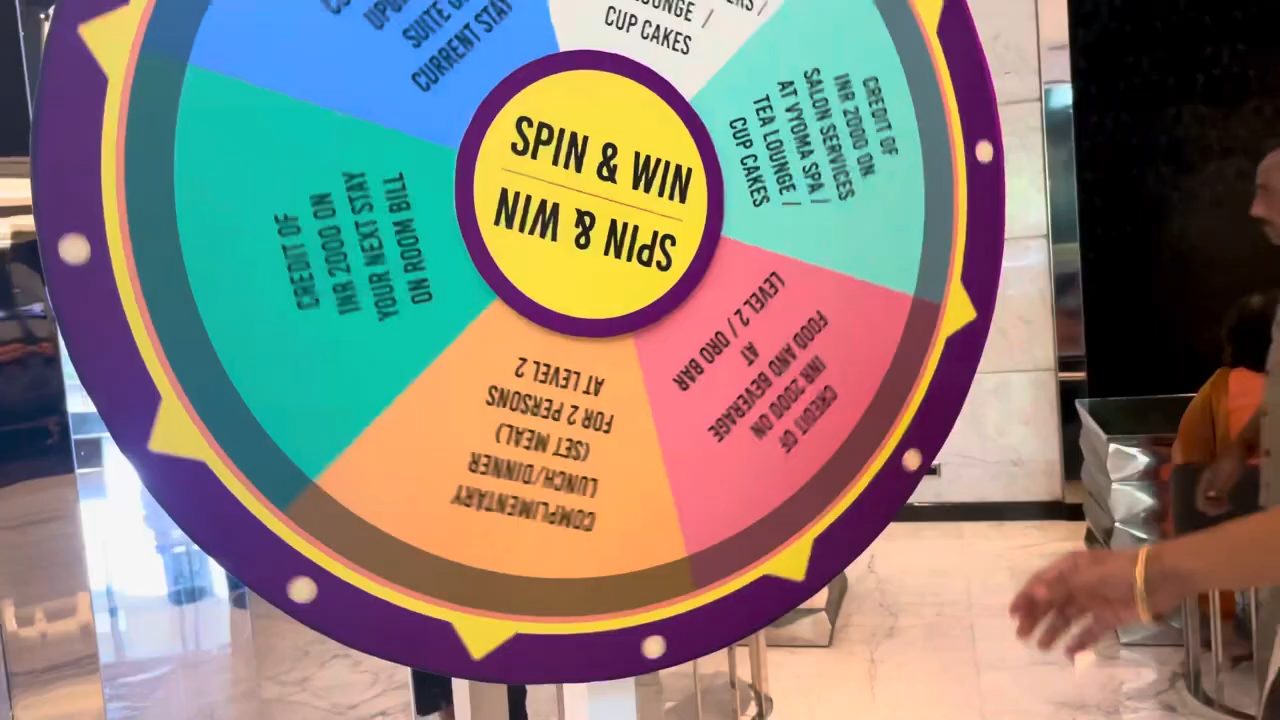 SUITE
CURRENT STAY
CUP CAKES
CREDIT OF
INR 2000 ON
SALON SERVICES
AT VYOMA SPA /
TEA LOUNGE /
CUP CAKES
SPIN & WIN
SPIN & WIN
CREDIT OF
INR 2000 ON
YOUR NEXT STAY
ON ROOM BILL
CREDIT OF
INR 2000 ON
FOOD AND BEVERAGE
AT
LEVEL 2 / ORO BAR
COMPLIMENTARY
LUNCH/DINNER
(SET MEAL)
FOR 2 PERSONS
AT LEVEL 2